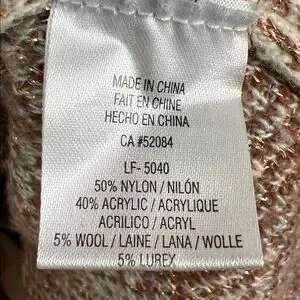 MADE IN CHINA
FAIT EN CHINE
HECHO EN CHINA
CA #52084
LF- 5040
50% NYLON / NILÓN
40% ACRYLIC / ACRYLIQUE
ACRILICO / ACRYL
5% WOOL / LAINE / LANA / WOLLE
5% LUREX